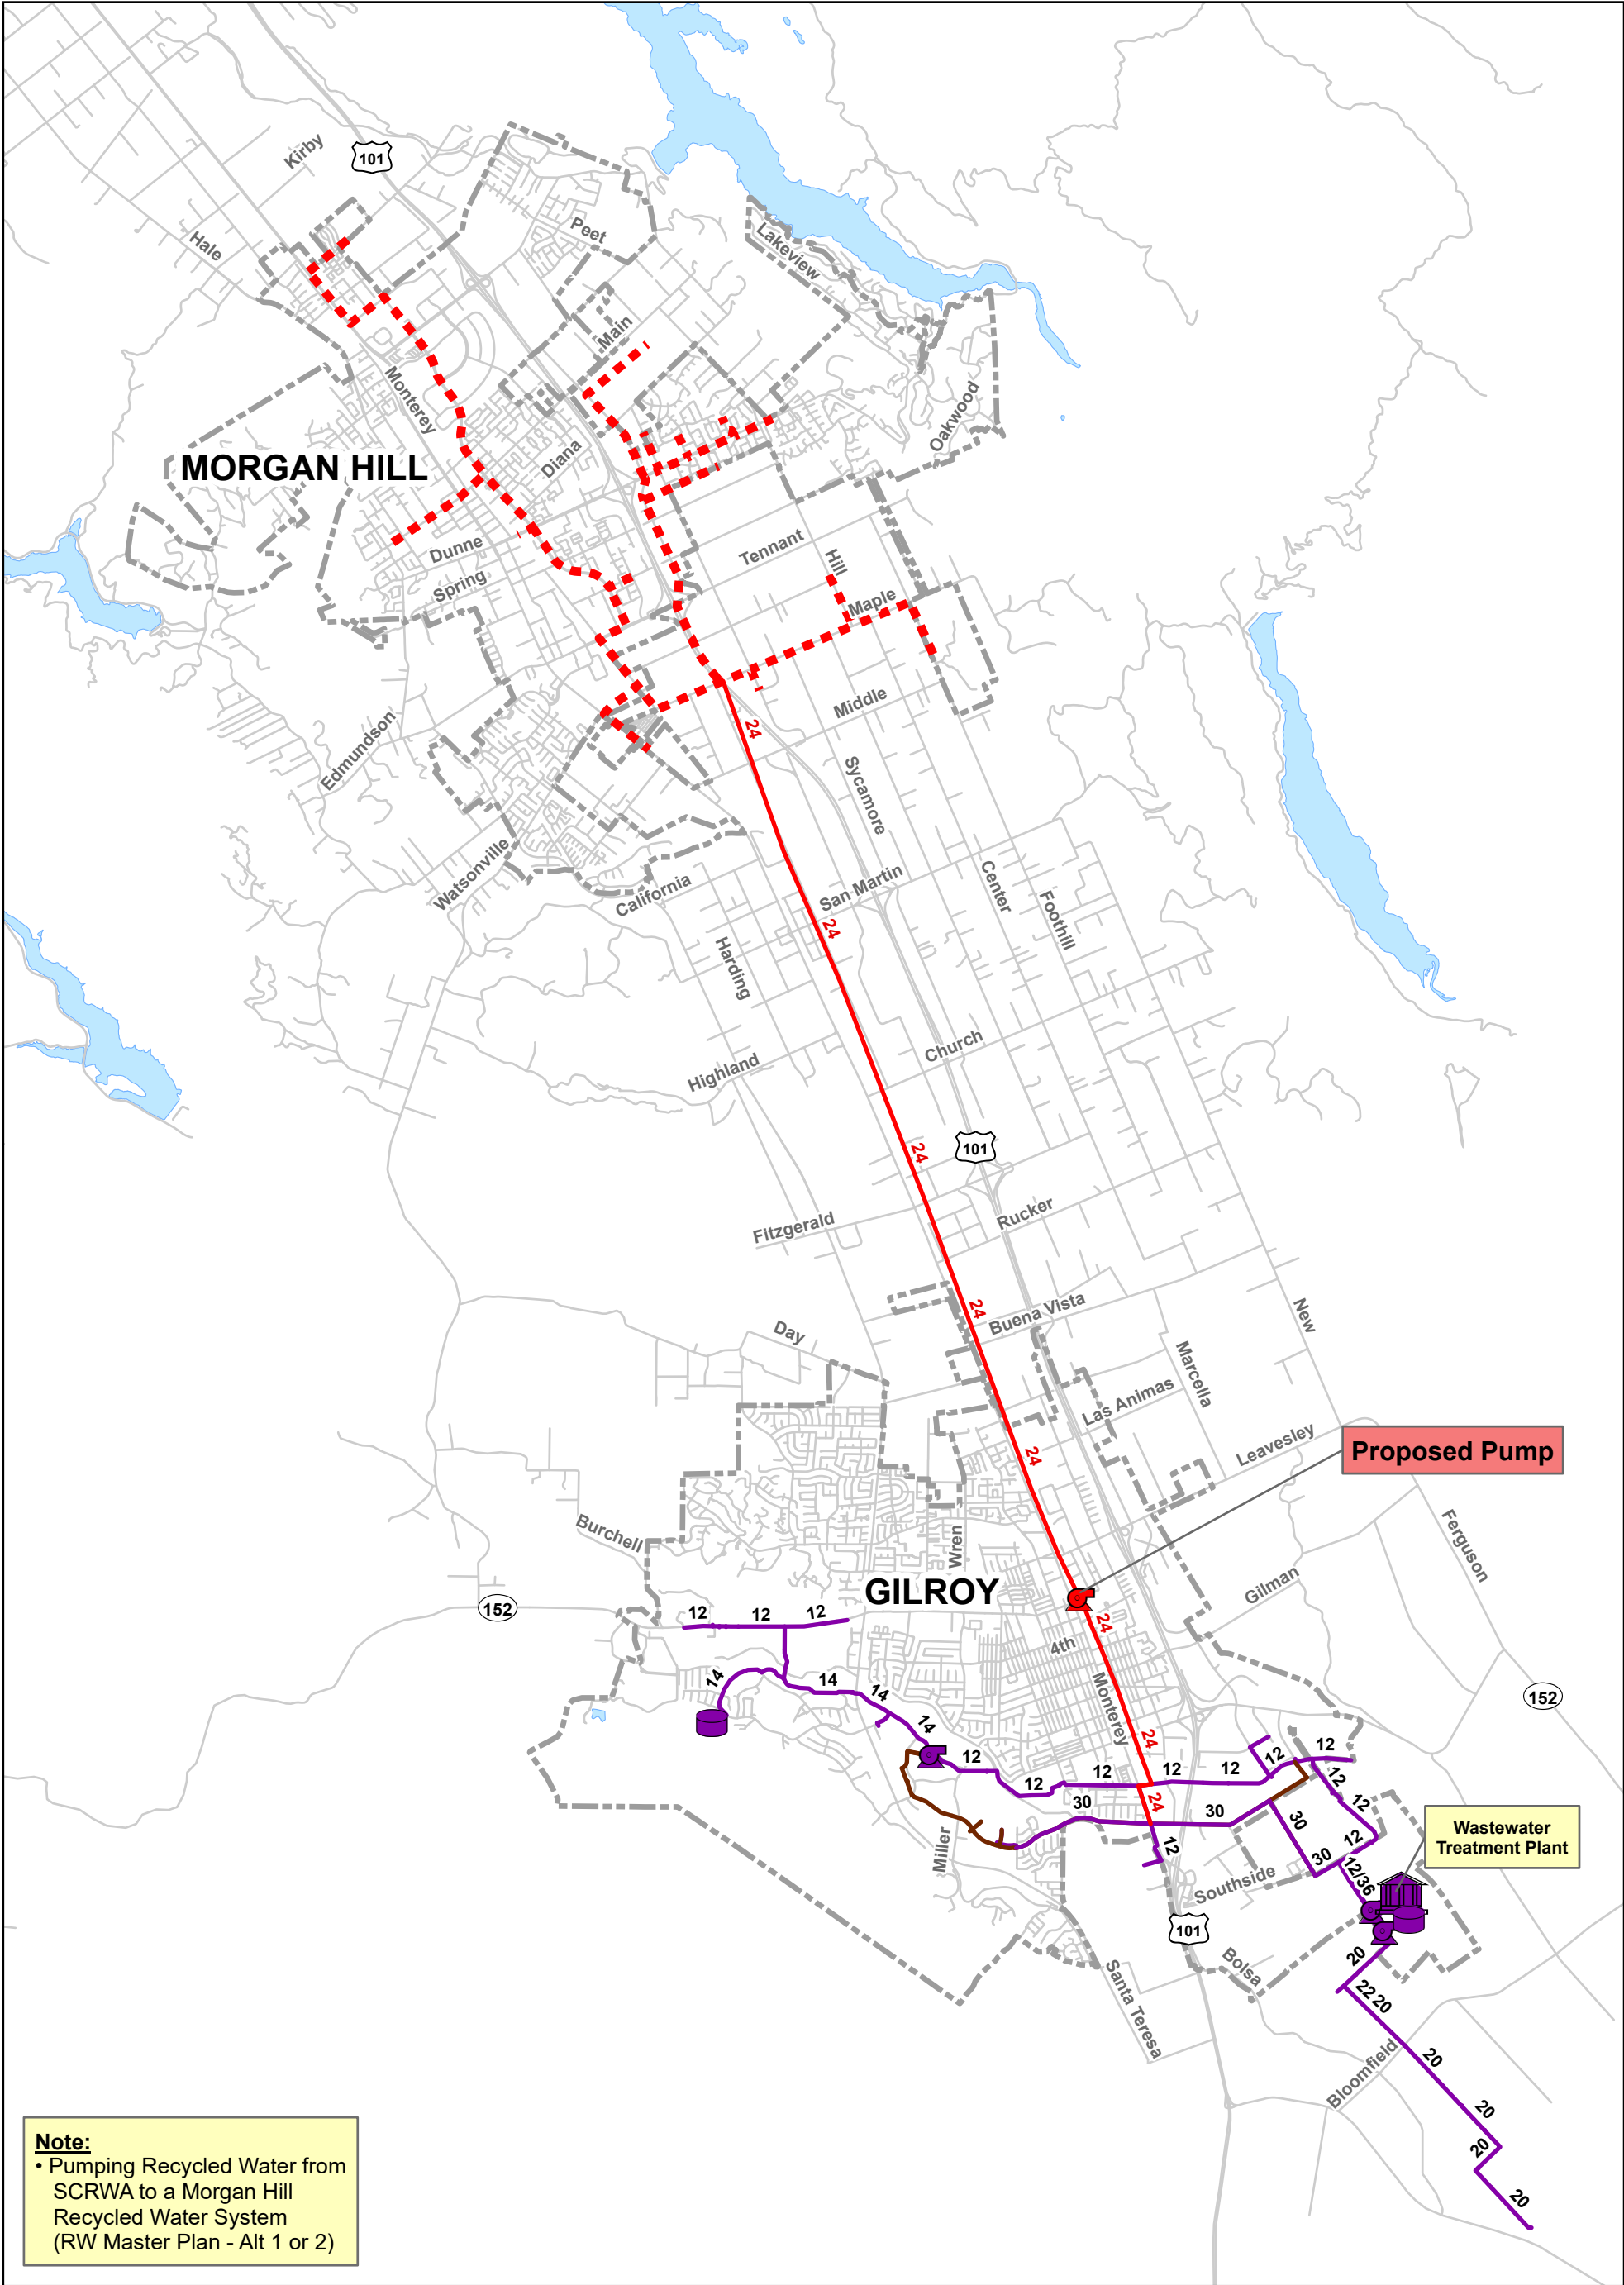 Kirby
101
Hale
Peet
Lakeview
Main
Monterey
Oakwood
MORGAN HILL
Diana
Dunne
Tennant
Hill
Spring
Maple
Middle
24
Edmundson
Sycamore
Watsonville
California
San Martin
Center
Foothill
24
Harding
Church
Highland
24
101
Fitzgerald
Rucker
24
Buena Vista
New
Day
Marcella
Las Animas
24
Leavesley
Proposed Pump
Burchell
Wren
Ferguson
GILROY
Gilman
152
12
12
12
24
4th
14
14
14
14
Monterey
152
24
12
12
12
12
12
12
12
12
12
12
30
24
30
30
30
12
12/36
Miller
Southside
Wastewater
Treatment Plant
101
Bolsa
Santa Teresa
20
22
20
20
Bloomfield
20
20
20
Note:
• Pumping Recycled Water from
SCRWA to a Morgan Hill
Recycled Water System
(RW Master Plan - Alt 1 or 2)